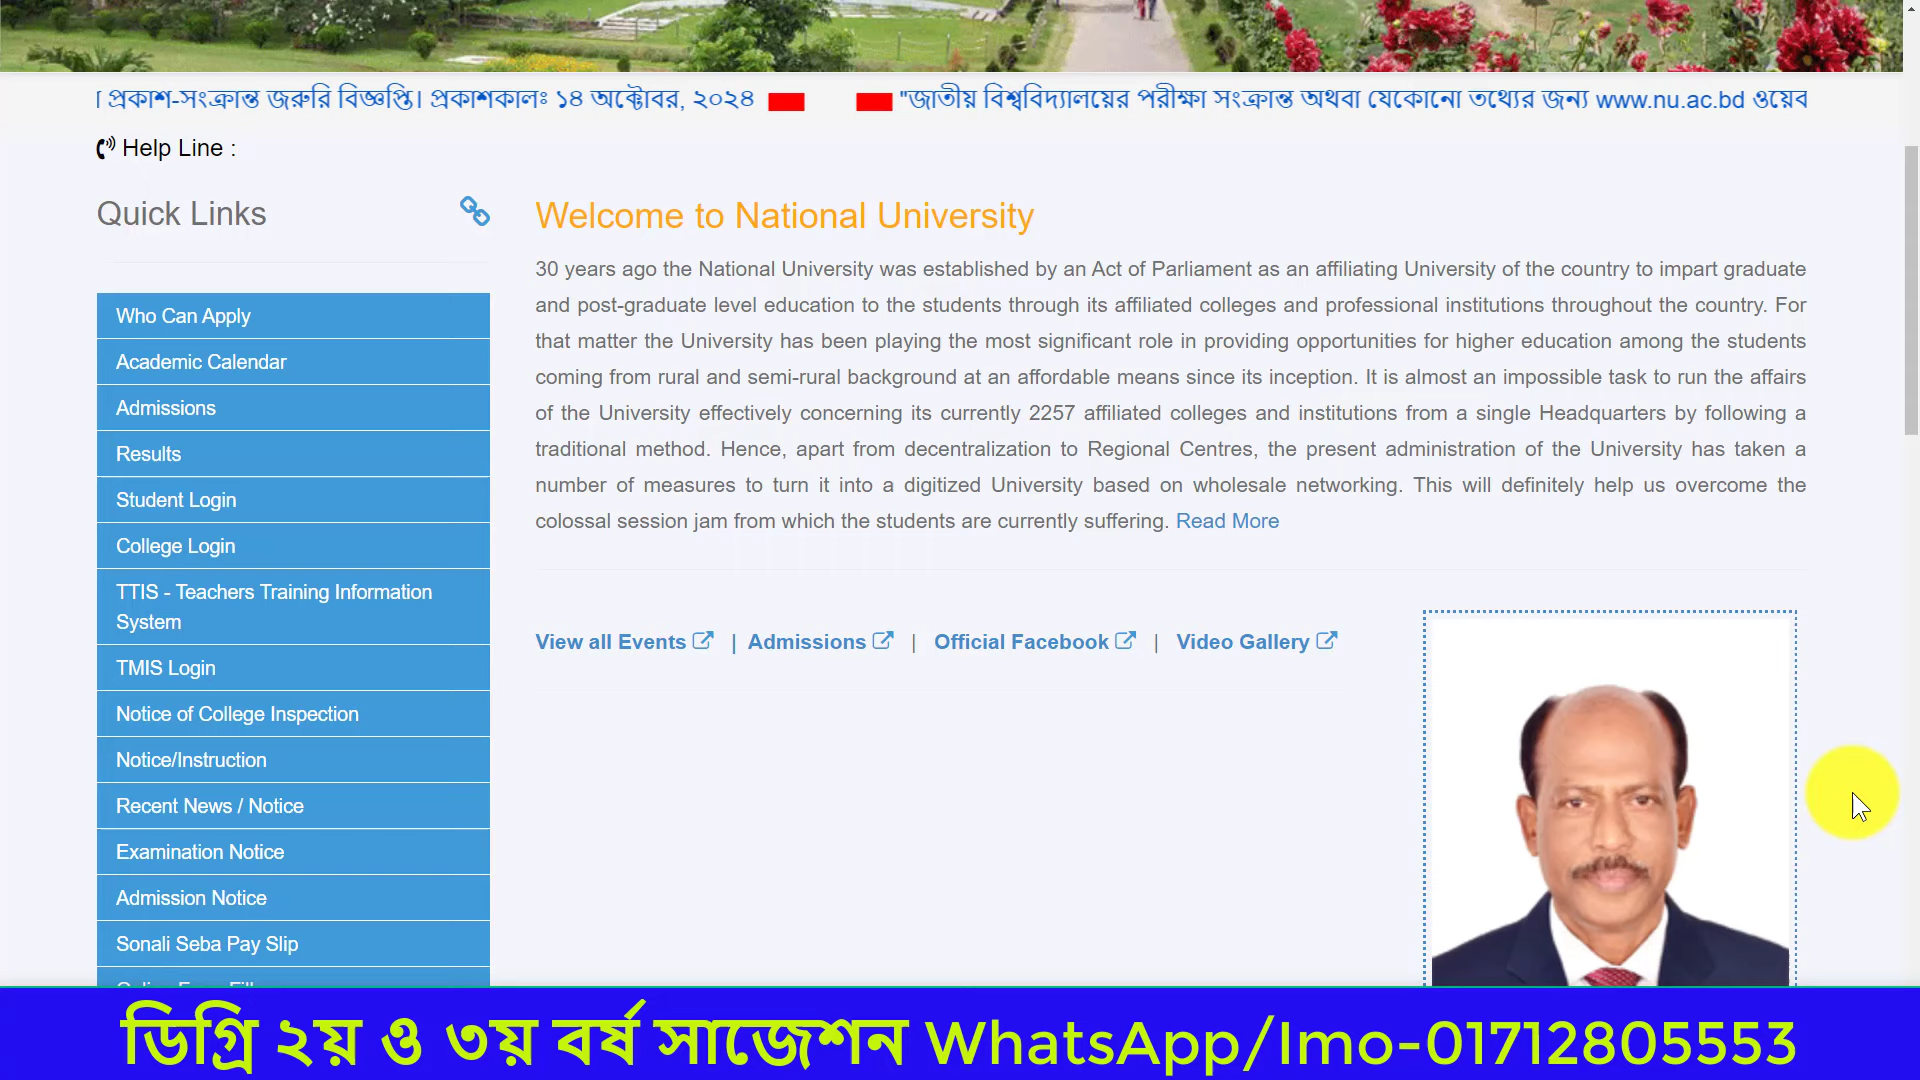 প্রকাশ-সংক্রান্ত জরুরি বিজ্ঞপ্তি। প্রকাশকালঃ ১৪ অক্টোবর, ২০২৪ "জাতীয় বিশ্ববিদ্যালয়ের পরীক্ষা সংক্রান্ত অথবা যেকোনো তথ্যের জন্য www.nu.ac.bd
Help Line :
Quick Links
Who Can Apply
Academic Calendar
Admissions
Results
Student Login
College Login
TTIS - Teachers Training Information
System
TMIS Login
Notice of College Inspection
Notice/Instruction
Recent News / Notice
Examination Notice
Admission Notice
Sonali Seba Pay Slip
Welcome to National University
30 years ago the National University was established by an Act of Parliament as an affiliating University of the country to impart graduate
and post-graduate level education to the students through its affiliated colleges and professional institutions throughout the country. For
that matter the University has been playing the most significant role in providing opportunities for higher education among the students
coming from rural and semi-rural background at an affordable means since its inception. It is almost an impossible task to run the affairs
of the University effectively concerning its currently 2257 affiliated colleges and institutions from a single Headquarters by following a
traditional method. Hence, apart from decentralization to Regional Centres, the present administration of the University has taken a
number of measures to turn it into a digitized University based on wholesale networking. This will definitely help us overcome the
colossal session jam from which the students are currently suffering. Read More
View all Events | Admissions | Official Facebook | Video Gallery
ডিগ্রি ২য় ও ৩য় বর্ষ সাজেশন WhatsApp/Imo-01712805553